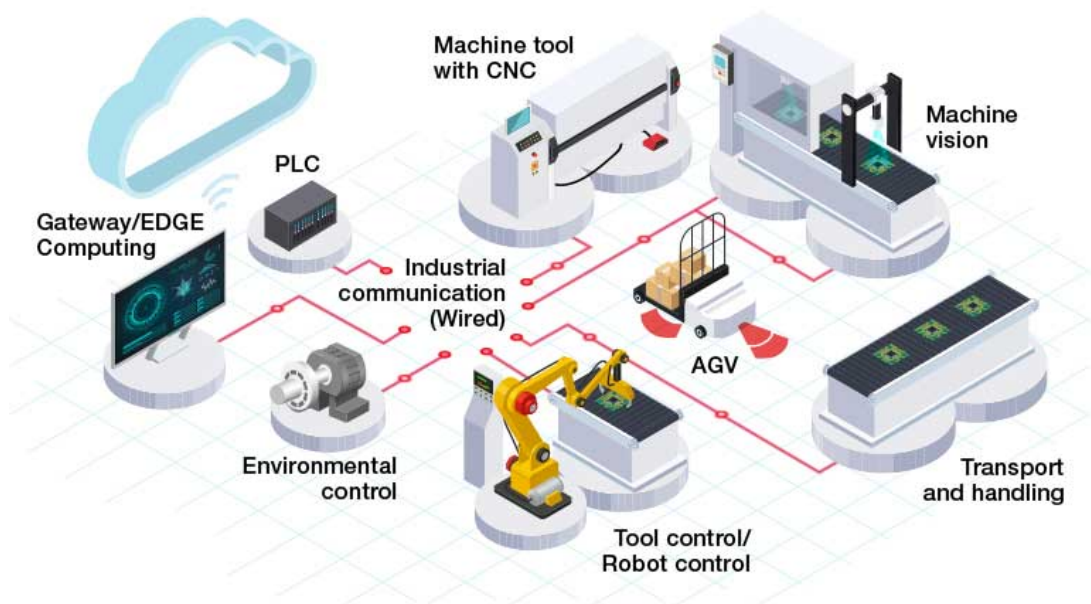 Machine tool
with CNC
Machine
vision
PLC
Gateway/EDGE
Computing
Industrial
communication
(Wired)
AGV
Environmental
control
Transport
and handling
Tool control/
Robot control